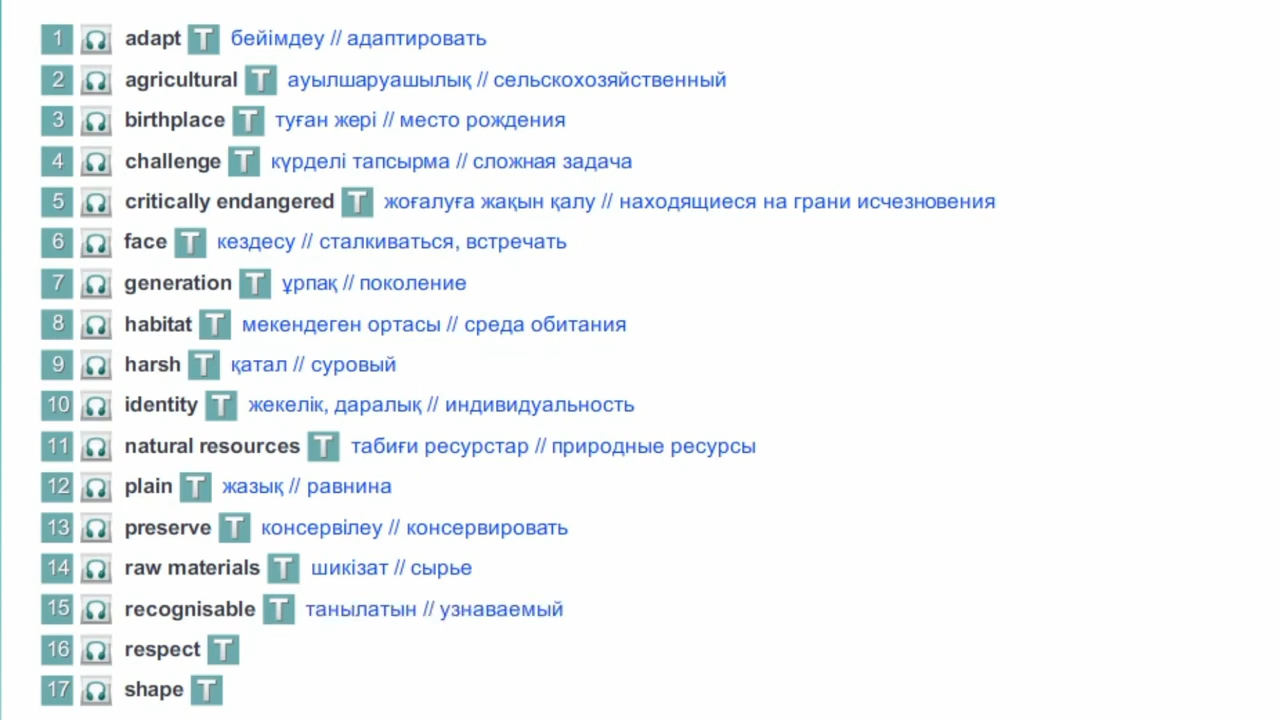 1 adapt T бейімдеу // адаптировать
2 agricultural T ауылшаруашылық // сельскохозяйственный
3 birthplace T туған жері // место рождения
4 challenge T күрделі тапсырма // сложная задача
5 critically endangered T жоғалуға жақын қалу // находящиеся на грани исчезновения
6 face T кездесу // сталкиваться, встречать
7 generation T ұрпақ // поколение
8 habitat T мекендеген ортасы // среда обитания
9 harsh T қатал // суровый
10 identity T жекелік, даралық // индивидуальность
11 natural resources T табиғи ресурстар // природные ресурсы
12 plain T жазық // равнина
13 preserve T консервілеу // консервировать
14 raw materials T шикізат // сырье
15 recognisable T танылатын // узнаваемый
16 respect T
17 shape T